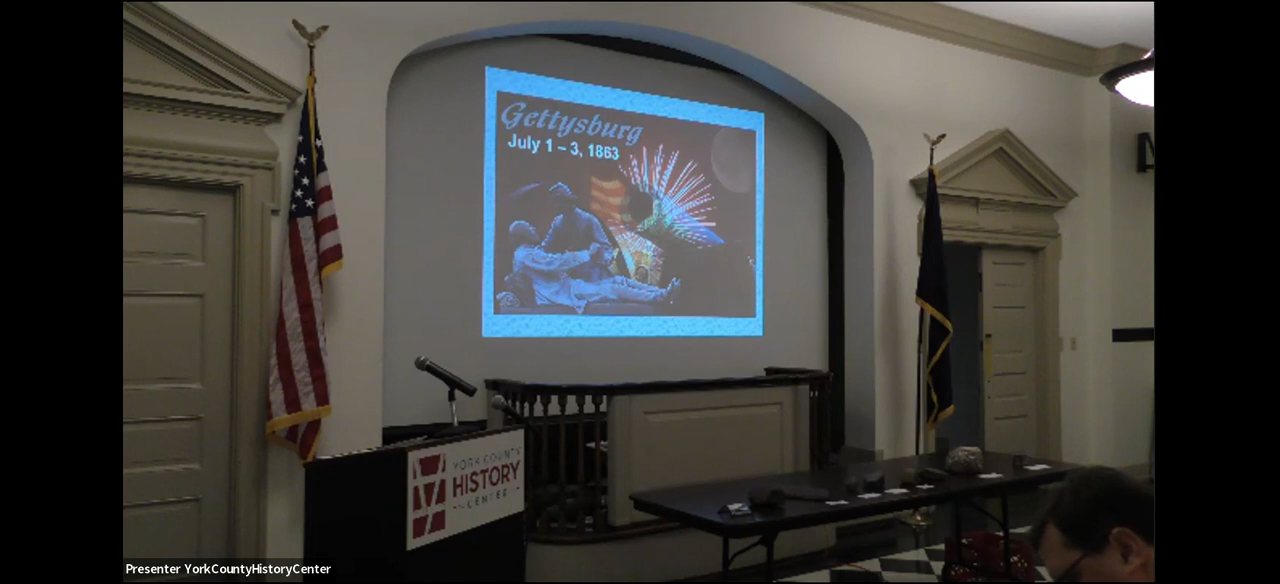 Gettysburg
July 1 – 3, 1863
YORK COUNTY
HISTORY
CENTER
Presenter YorkCountyHistoryCenter